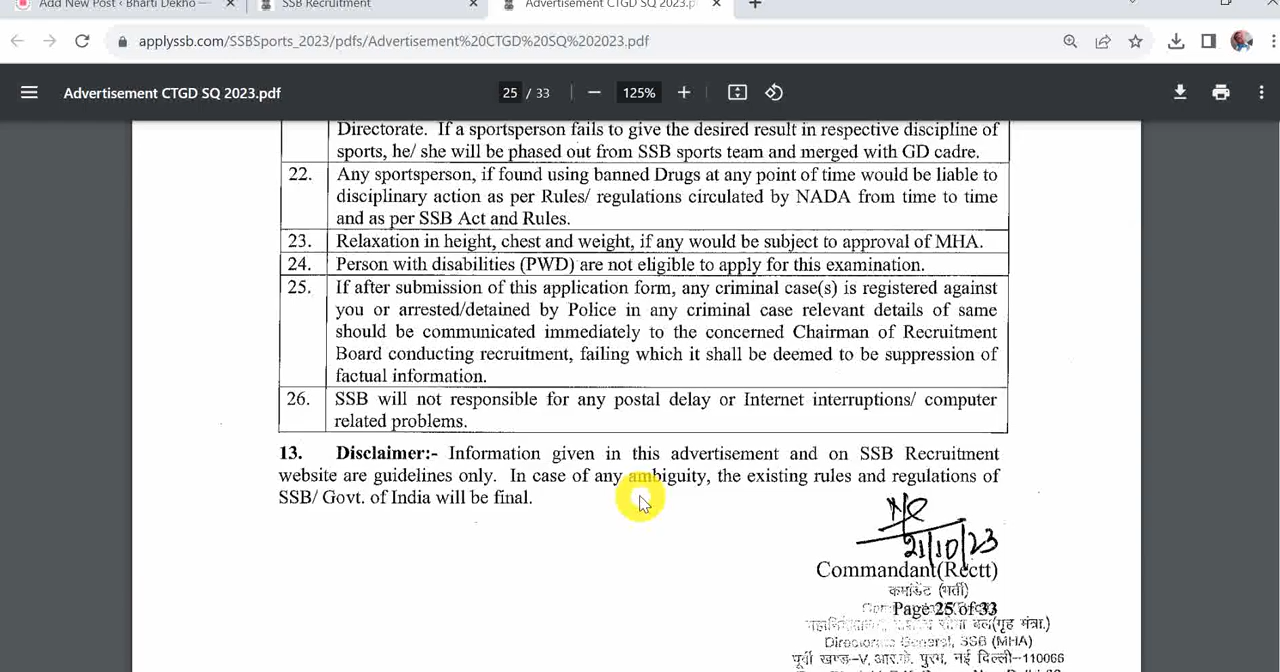 Add New Post ‹ Bharti Dekho —
SSB Recruitment
Advertisement CTGD SQ 2023.p
applyssb.com/SSBSports_2023/pdfs/Advertisement%20CTGD%20SQ%202023.pdf
Advertisement CTGD SQ 2023.pdf
25 / 33
125%
Directorate. If a sportsperson fails to give the desired result in respective discipline of
sports, he/ she will be phased out from SSB sports team and merged with GD cadre.
22. Any sportsperson, if found using banned Drugs at any point of time would be liable to
disciplinary action as per Rules/ regulations circulated by NADA from time to time
and as per SSB Act and Rules.
23. Relaxation in height, chest and weight, if any would be subject to approval of MHA.
24. Person with disabilities (PWD) are not eligible to apply for this examination.
25. If after submission of this application form, any criminal case(s) is registered against
you or arrested/detained by Police in any criminal case relevant details of same
should be communicated immediately to the concerned Chairman of Recruitment
Board conducting recruitment, failing which it shall be deemed to be suppression of
factual information.
26. SSB will not responsible for any postal delay or Internet interruptions/ computer
related problems.
13. Disclaimer:- Information given in this advertisement and on SSB Recruitment
website are guidelines only. In case of any ambiguity, the existing rules and regulations of
SSB/ Govt. of India will be final.
21/10/23
Commandant(Rectt)
कमांडेंट (भर्ती)
Page 25 of 33
बल(गृह मंत्रा.)
General, SSB (MHA)
पूर्वी खण्ड-V, आर.के. पुरम, नई दिल्ली-110066